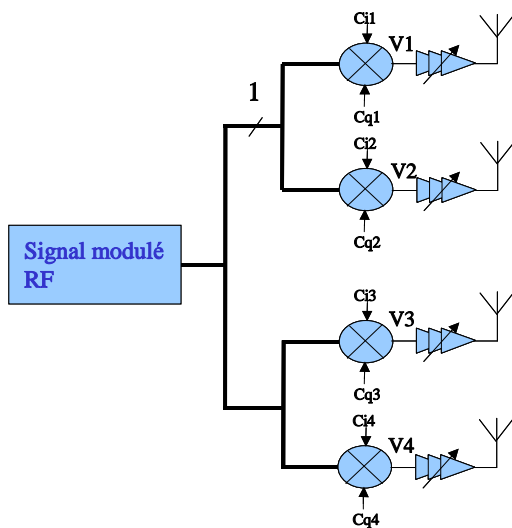 Ci1
V1
1
Cq1
Ci2
V2
Cq2
Signal modulé
RF
Ci3
V3
Cq3
Ci4
V4
Cq4